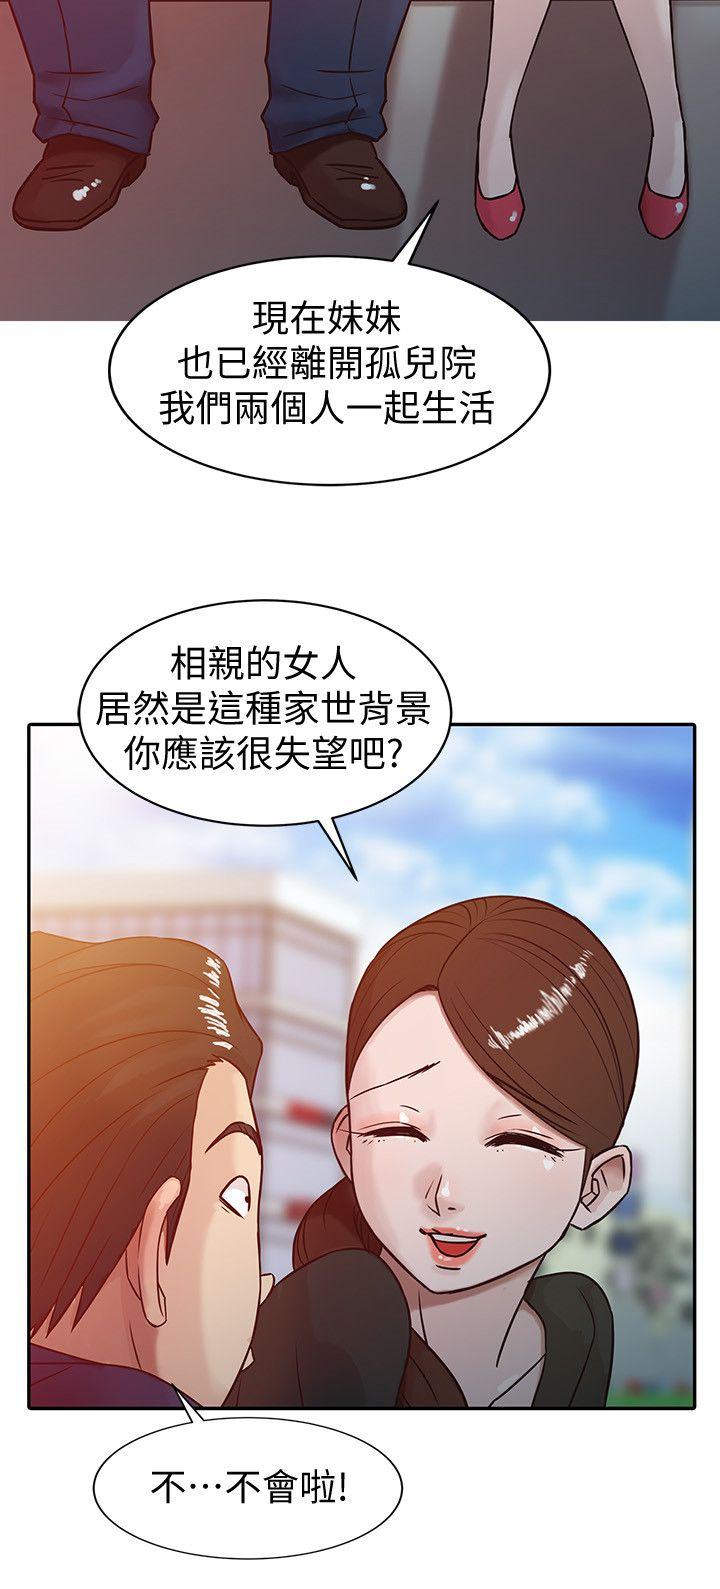 現在妹妹
也已經離開孤兒院
我們兩個人一起生活
相親的女人
居然是這種家世背景
你應該很失望吧?
不…不會啦!